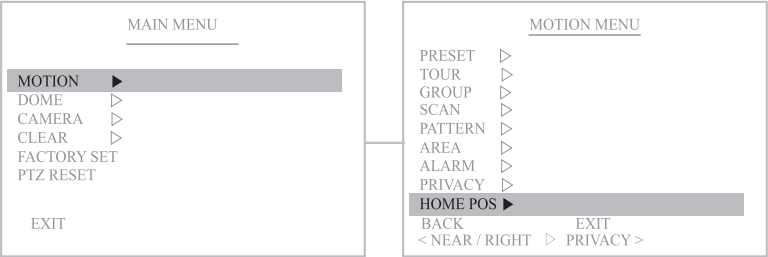 MAIN MENU
MOTION ▶
DOME ▷
CAMERA ▷
CLEAR ▷
FACTORY SET
PTZ RESET
EXIT
MOTION MENU
PRESET ▷
TOUR ▷
GROUP ▷
SCAN ▷
PATTERN ▷
AREA ▷
ALARM ▷
PRIVACY ▷
HOME POS ▶
BACK EXIT
< NEAR / RIGHT ▷ PRIVACY >